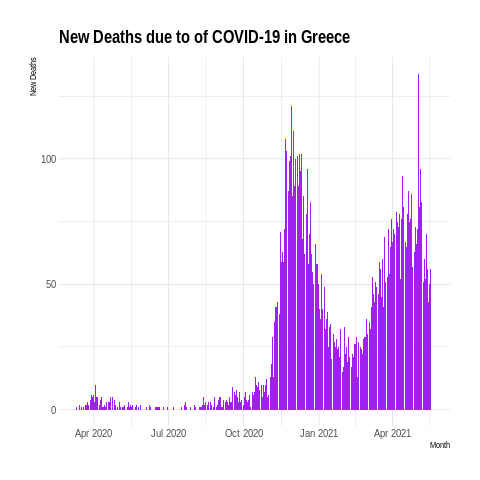 New Deaths due to of COVID-19 in Greece
New Deaths
100
50
0
Apr 2020 Jul 2020 Oct 2020 Jan 2021 Apr 2021
Month